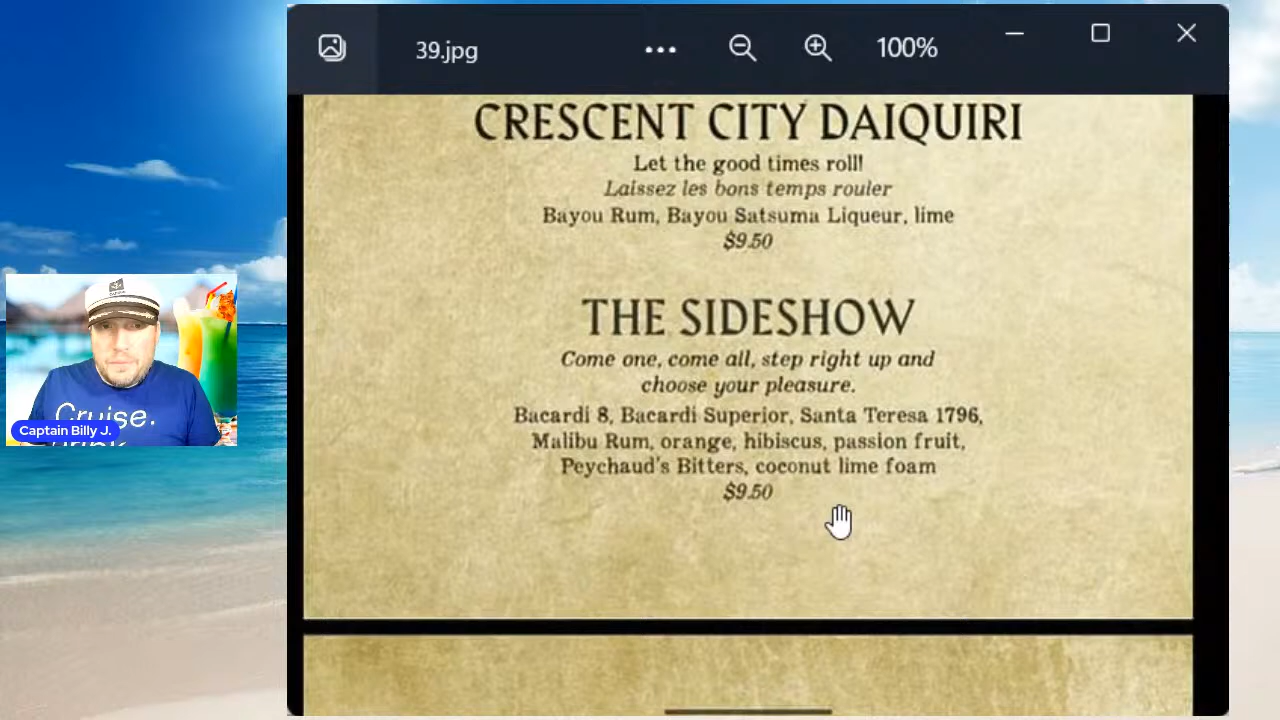 39.jpg
100%
CRESCENT CITY DAIQUIRI
Let the good times roll!
Laissez les bons temps rouler
Bayou Rum, Bayou Satsuma Liqueur, lime
$9.50
THE SIDESHOW
Come one, come all, step right up and
choose your pleasure.
Bacardi 8, Bacardi Superior, Santa Teresa 1796,
Malibu Rum, orange, hibiscus, passion fruit,
Peychaud's Bitters, coconut lime foam
$9.50
Cruise.
Captain Billy J.